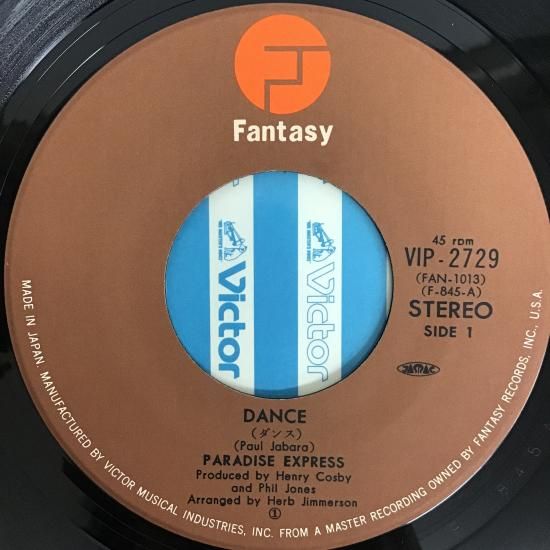 Fantasy
45 rpm
VIP-2729
(FAN-1013)
(F-845-A)
STEREO
SIDE 1
JASRAC
Victor
Victor
DANCE
(ダンス)
(Paul Jabara)
PARADISE EXPRESS
Produced by Henry Cosby
and Phil Jones
Arranged by Herb Jimmerson
①
MADE IN JAPAN. MANUFACTURED BY VICTOR MUSICAL INDUSTRIES, INC. FROM A MASTER RECORDING OWNED BY FANTASY RECORDS, INC., U.S.A.